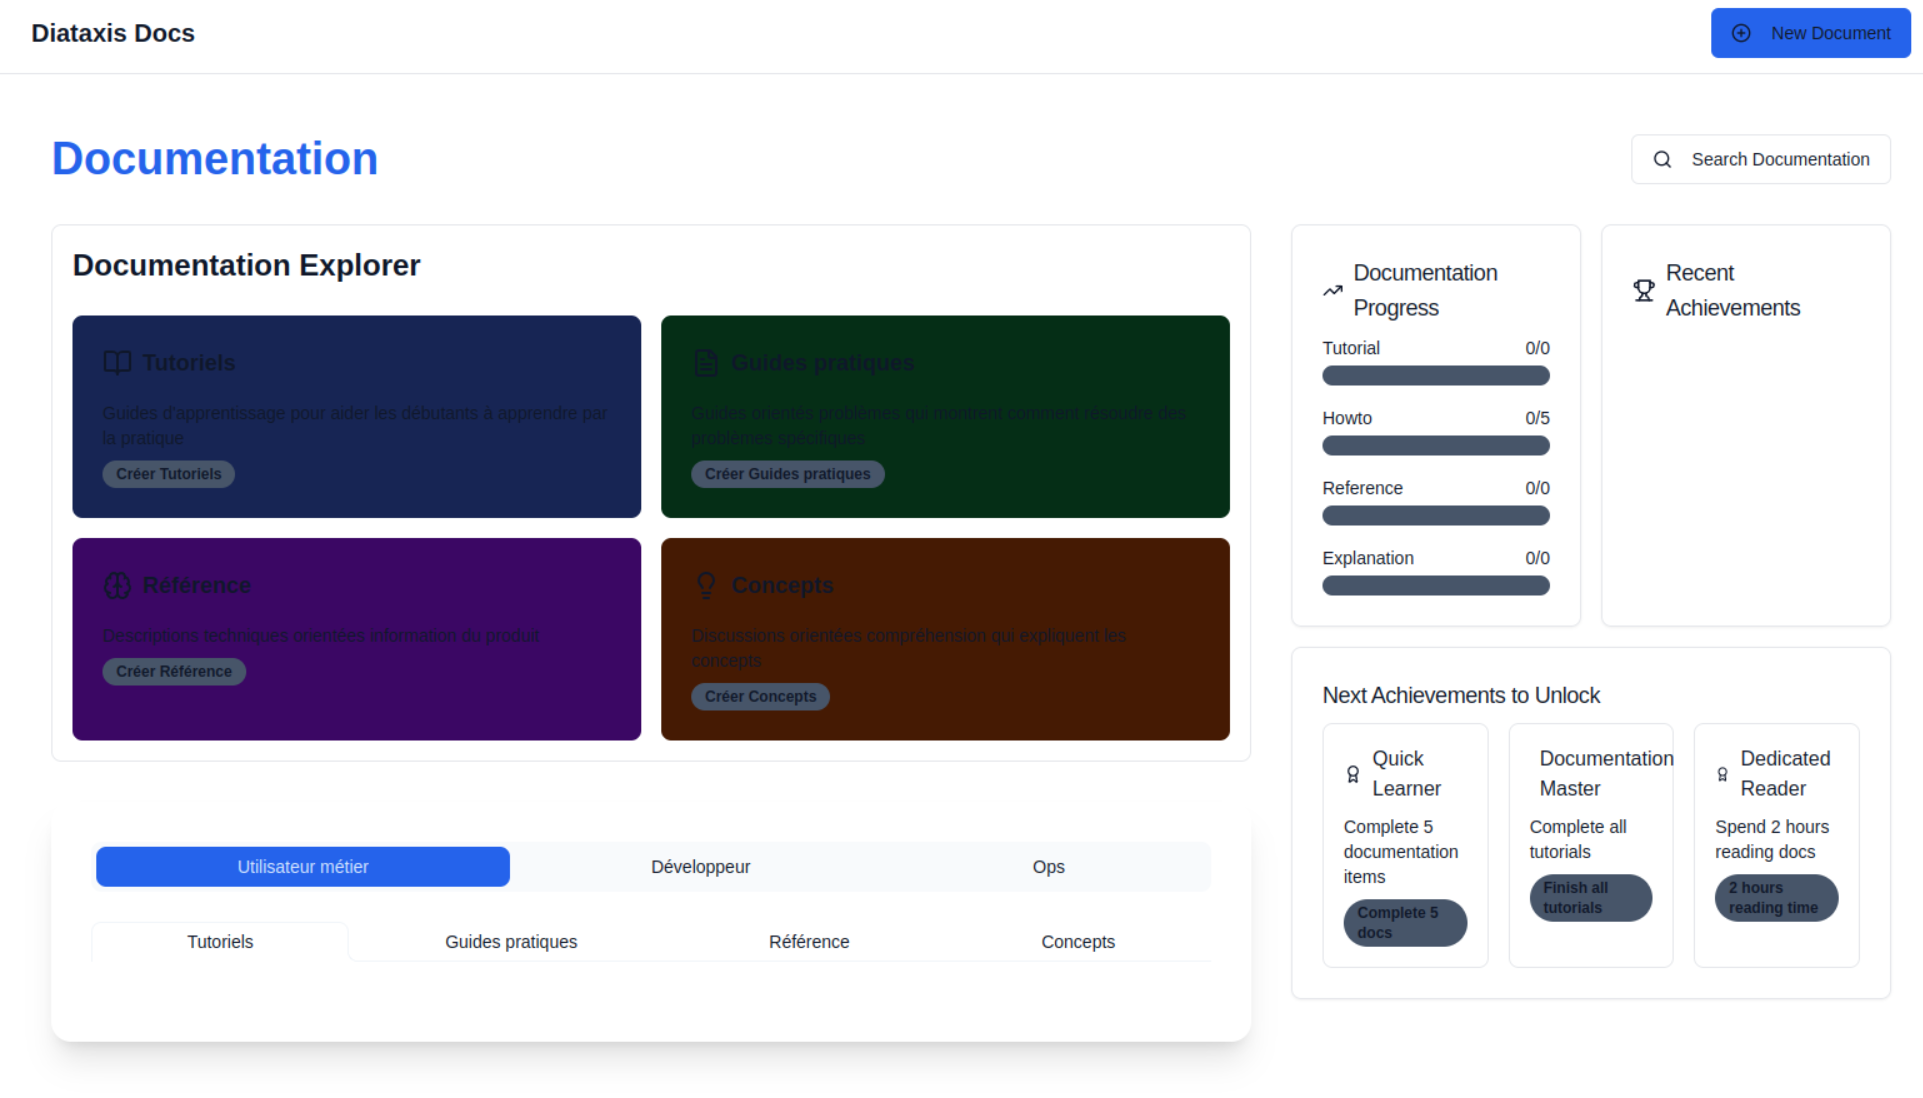 Diataxis Docs
New Document
Documentation
Search Documentation
Documentation Explorer
Tutoriels
Guides d'apprentissage pour aider les débutants à apprendre par
la pratique
Créer Tutoriels
Guides pratiques
Guides orientés problèmes qui montrent comment résoudre des
problèmes spécifiques
Créer Guides pratiques
Référence
Descriptions techniques orientées information du produit
Créer Référence
Concepts
Discussions orientées compréhension qui expliquent les
concepts
Créer Concepts
Utilisateur métier
Développeur
Ops
Tutoriels
Guides pratiques
Référence
Concepts
Documentation
Progress
Tutorial 0/0
Howto 0/5
Reference 0/0
Explanation 0/0
Recent
Achievements
Next Achievements to Unlock
Quick
Learner
Complete 5
documentation
items
Complete 5
docs
Documentation
Master
Complete all
tutorials
Finish all
tutorials
Dedicated
Reader
Spend 2 hours
reading docs
2 hours
reading time